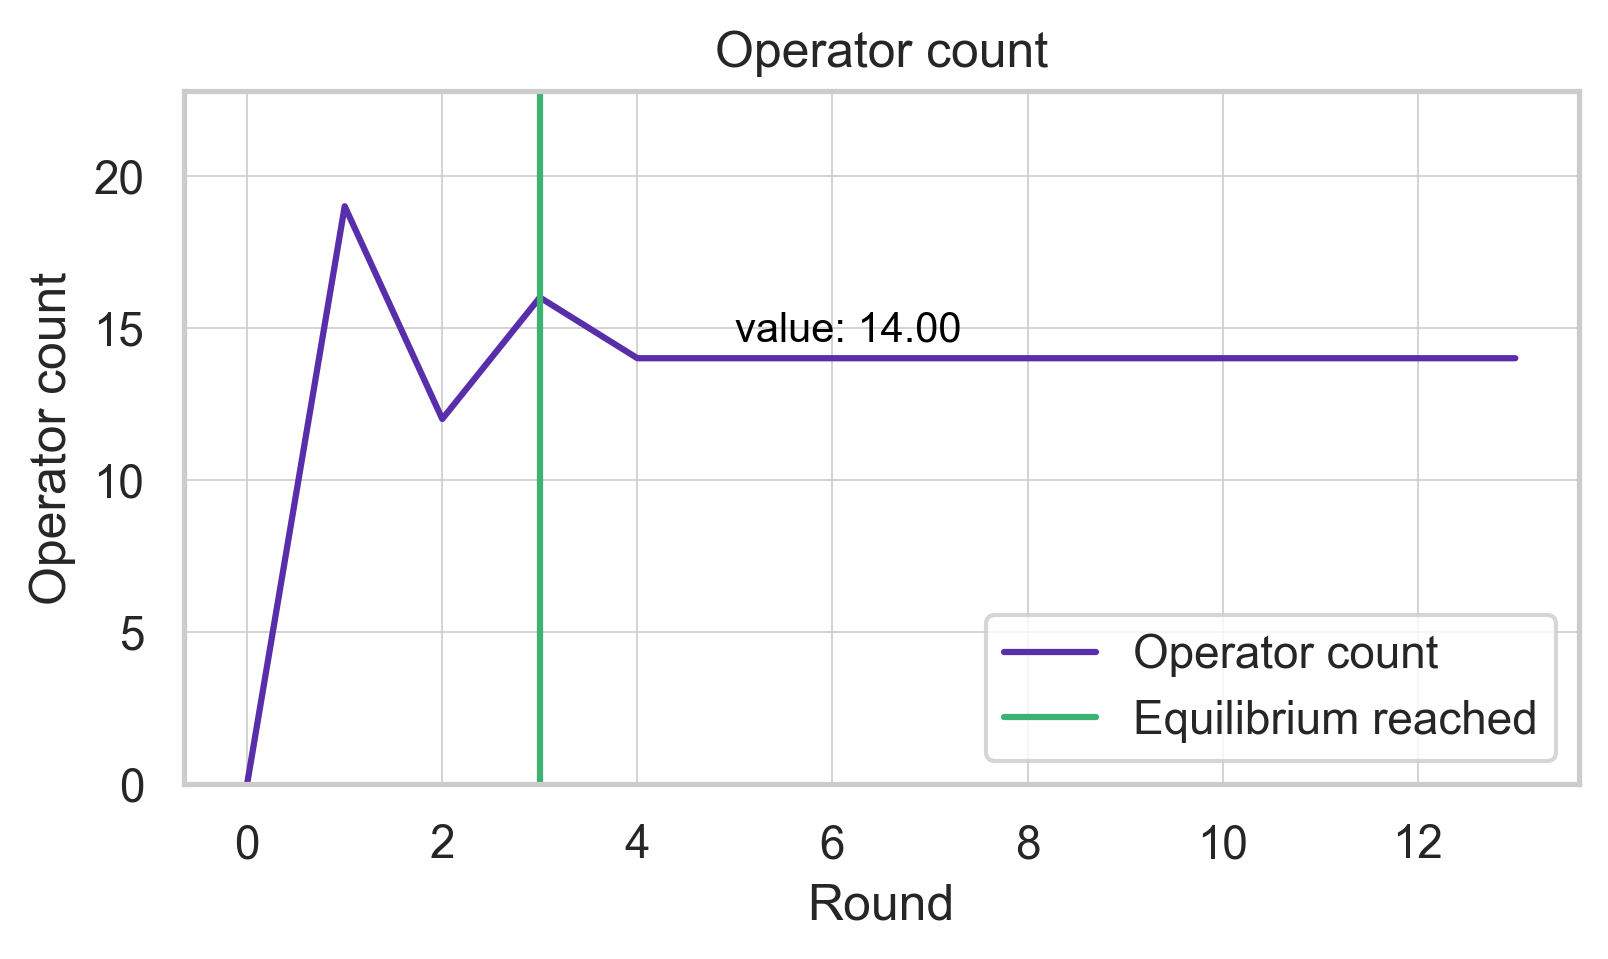 Operator count
Operator count
20
15
10
5
0
value: 14.00
Operator count
Equilibrium reached
0 2 4 6 8 10 12
Round